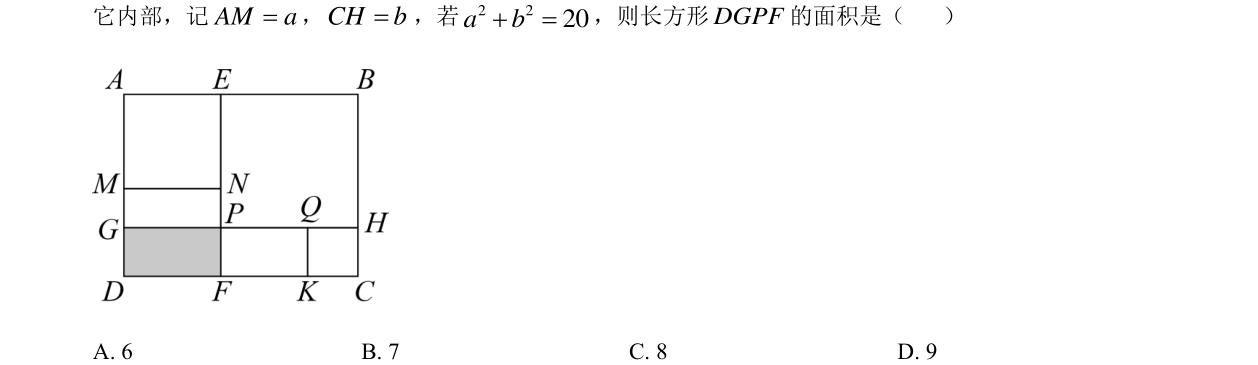 它内部，记 AM = a，CH = b，若 a² + b² = 20，则长方形 DGPF 的面积是（　　）
A E B
M N
P Q
G H
D F K C
A. 6 B. 7 C. 8 D. 9